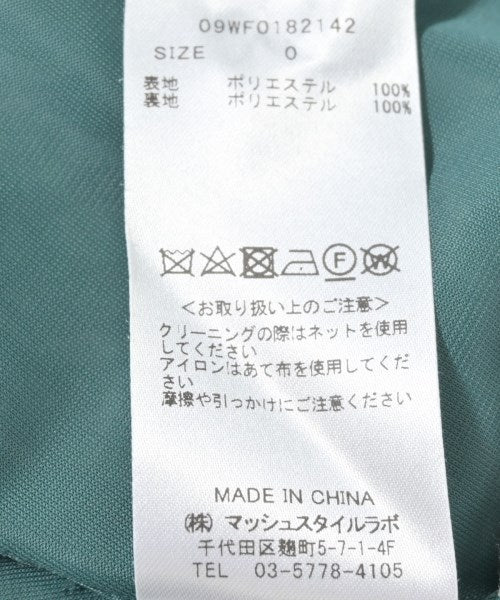 09WF0182142
SIZE 0
表地 ポリエステル 100%
裏地 ポリエステル 100%
F W
<お取り扱い上のご注意>
クリーニングの際はネットを使用
してください
アイロンはあて布を使用してくだ
さい
摩擦や引っかけにご注意ください
MADE IN CHINA
(株) マッシュスタイルラボ
千代田区麹町5-7-1-4F
TEL 03-5778-4105